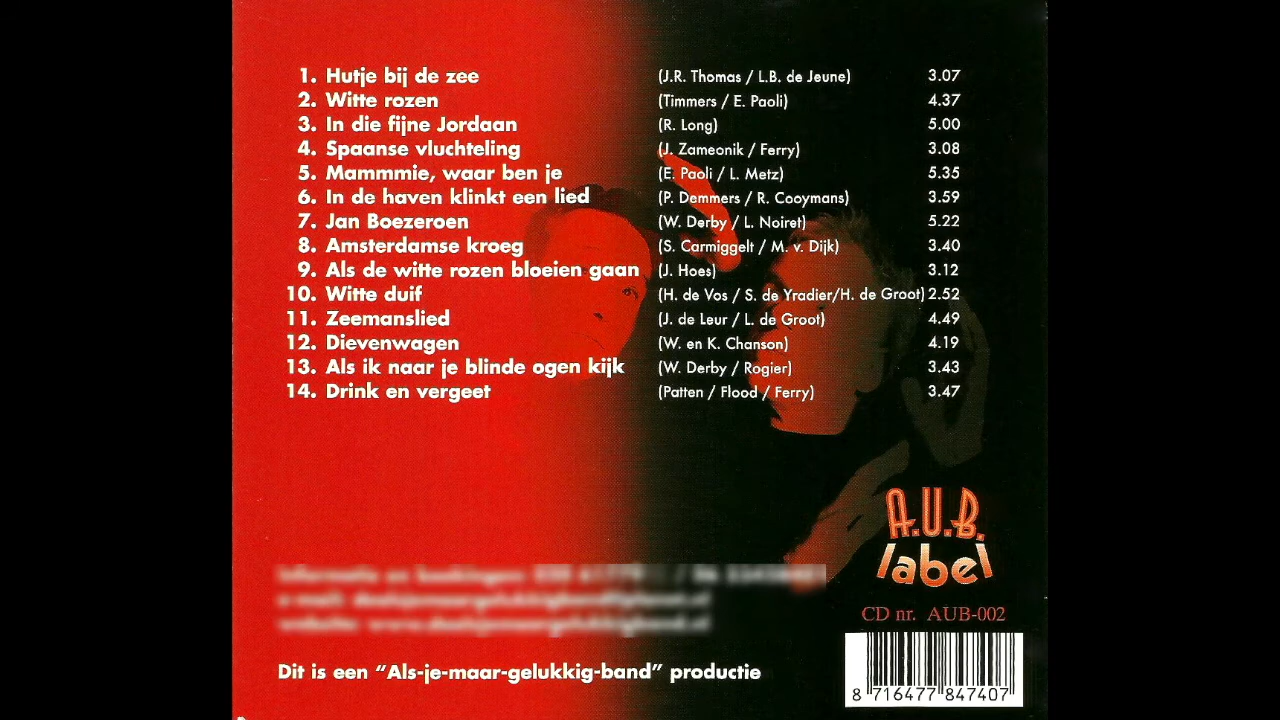 1. Hutje bij de zee (J.R. Thomas / L.B. de Jeune) 3.07
2. Witte rozen (Timmers / E. Paoli) 4.37
3. In die fijne Jordaan (R. Long) 5.00
4. Spaanse vluchteling (J. Zameonik / Ferry) 3.08
5. Mammmie, waar ben je (E. Paoli / L. Metz) 5.35
6. In de haven klinkt een lied (P. Demmers / R. Cooymans) 3.59
7. Jan Boezeroen (W. Derby / L. Noiret) 5.22
8. Amsterdamse kroeg (S. Carmiggelt / M. v. Dijk) 3.40
9. Als de witte rozen bloeien gaan (J. Hoes) 3.12
10. Witte duif (H. de Vos / S. de Yradier/H. de Groot) 2.52
11. Zeemanslied (J. de Leur / L. de Groot) 4.49
12. Dievenwagen (W. en K. Chanson) 4.19
13. Als ik naar je blinde ogen kijk (W. Derby / Rogier) 3.43
14. Drink en vergeet (Patten / Flood / Ferry) 3.47
A.U.B.
label
CD nr. AUB-002
Dit is een “Als-je-maar-gelukkig-band” productie
8 716477 847407